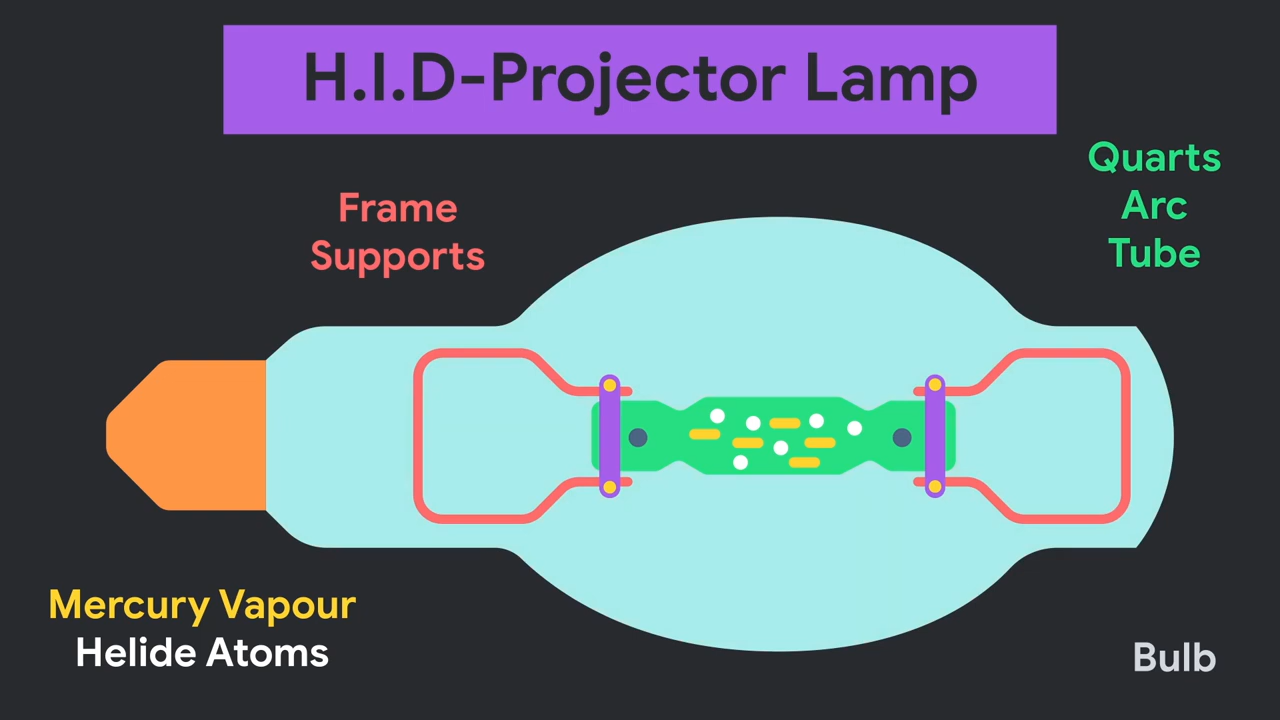 H.I.D-Projector Lamp
Quarts
Arc
Tube
Frame
Supports
Mercury Vapour
Helide Atoms
Bulb